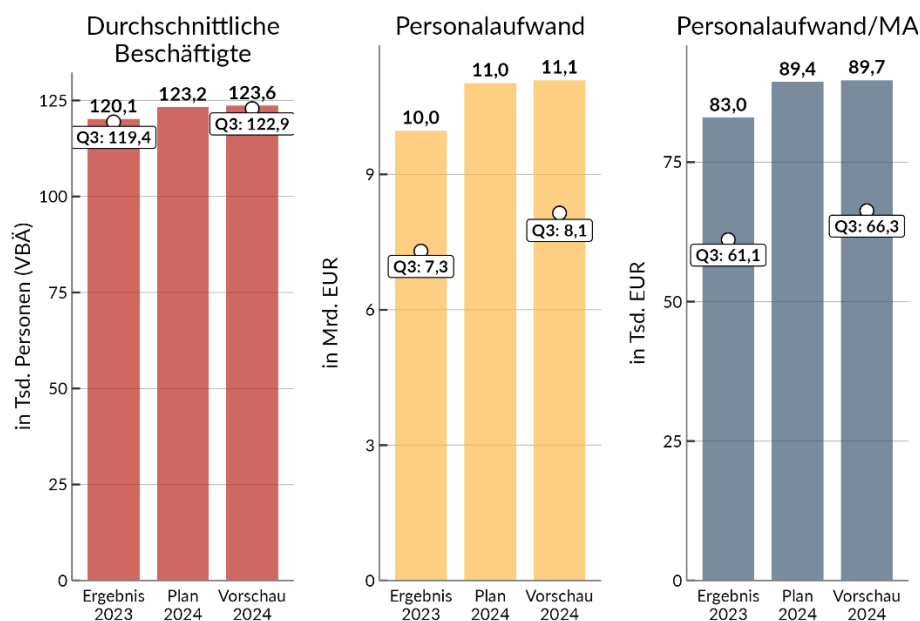 Durchschnittliche
Beschäftigte
in Tsd. Personen (VBÄ)
125
100
75
50
25
0
120,1
123,2
123,6
Q3: 119,4
Q3: 122,9
Ergebnis
2023
Plan
2024
Vorschau
2024
Personalaufwand
in Mrd. EUR
9
6
3
0
10,0
11,0
11,1
Q3: 7,3
Q3: 8,1
Ergebnis
2023
Plan
2024
Vorschau
2024
Personalaufwand/MA
in Tsd. EUR
75
50
25
0
83,0
89,4
89,7
Q3: 61,1
Q3: 66,3
Ergebnis
2023
Plan
2024
Vorschau
2024